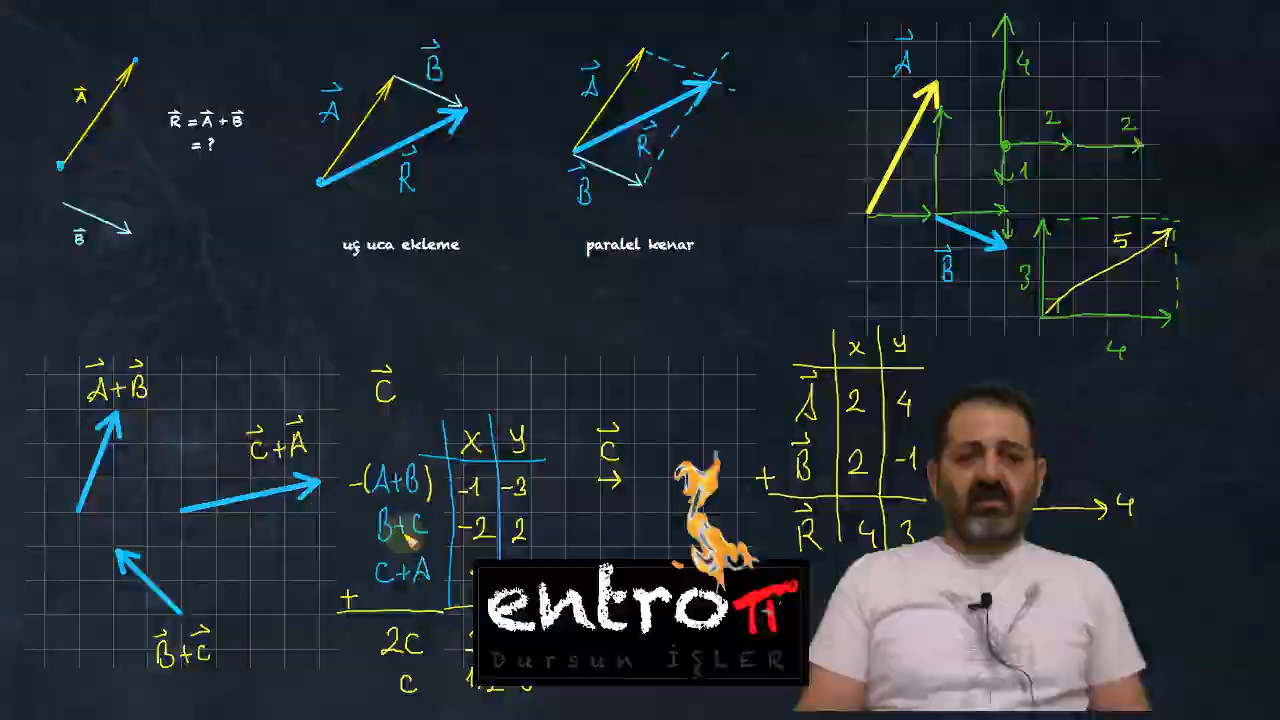 A
R = A + B
= ?
B
A
B
R
uç uca ekleme
A
R
B
paralel kenar
A
4
2
2
1
B
5
3
4
A+B
C+A
B+C
C
x y
-(A+B) -1 -3
B+C -2 2
C+A
+
2C
C
C
x y
A 2 4
B 2 -1
+
R 4 3
4
entroπ
Dursun İŞLER